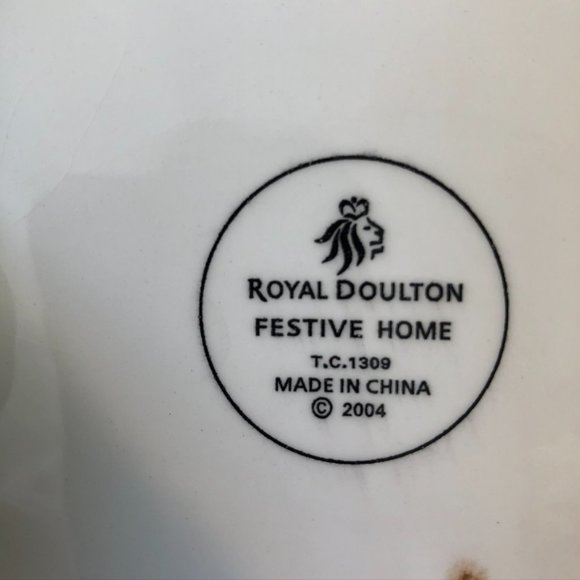 ROYAL DOULTON
FESTIVE HOME
T.C.1309
MADE IN CHINA
© 2004